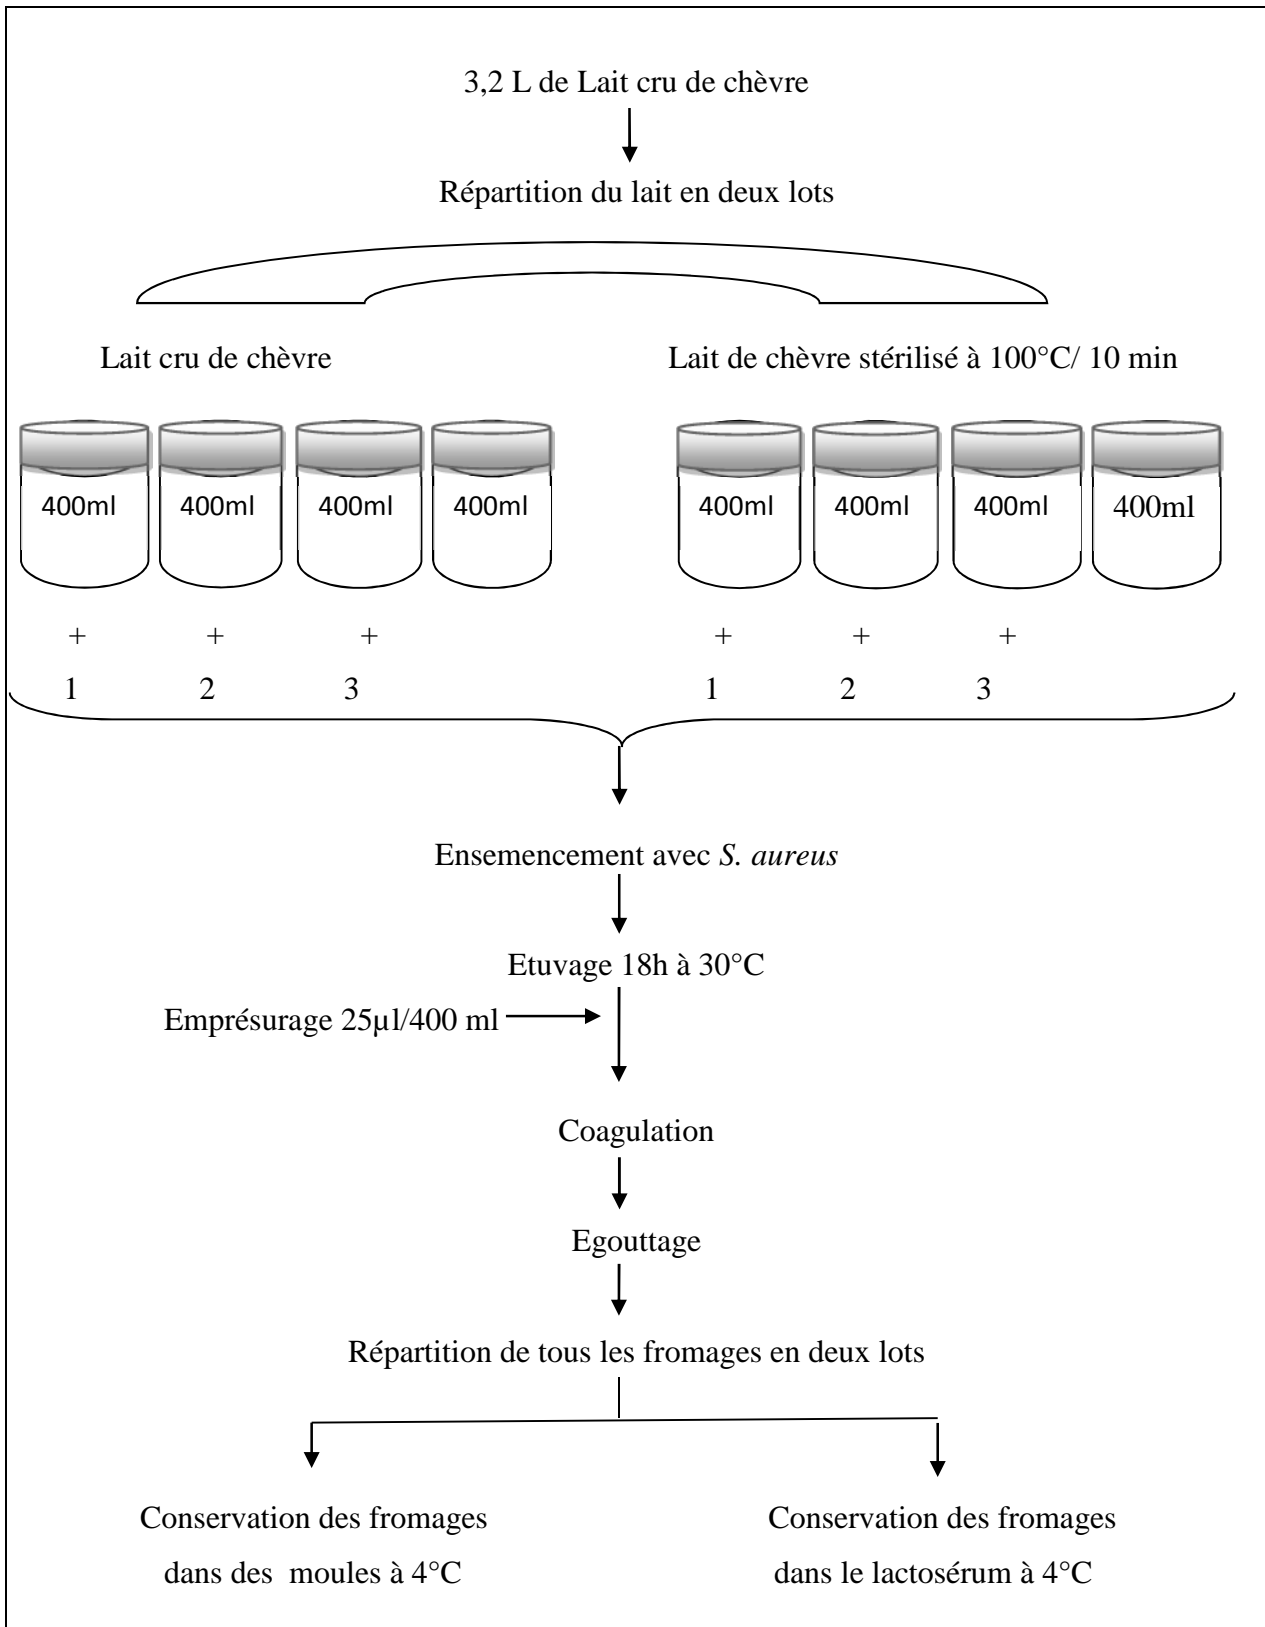 3,2 L de Lait cru de chèvre
Répartition du lait en deux lots
Lait cru de chèvre
Lait de chèvre stérilisé à 100°C/ 10 min
400ml 400ml 400ml 400ml 400ml 400ml 400ml 400ml
+ + + + + +
1 2 3 1 2 3
Ensemencement avec S. aureus
Etuvage 18h à 30°C
Emprésurage 25µl/400 ml
Coagulation
Egouttage
Répartition de tous les fromages en deux lots
Conservation des fromages
dans des moules à 4°C
Conservation des fromages
dans le lactosérum à 4°C